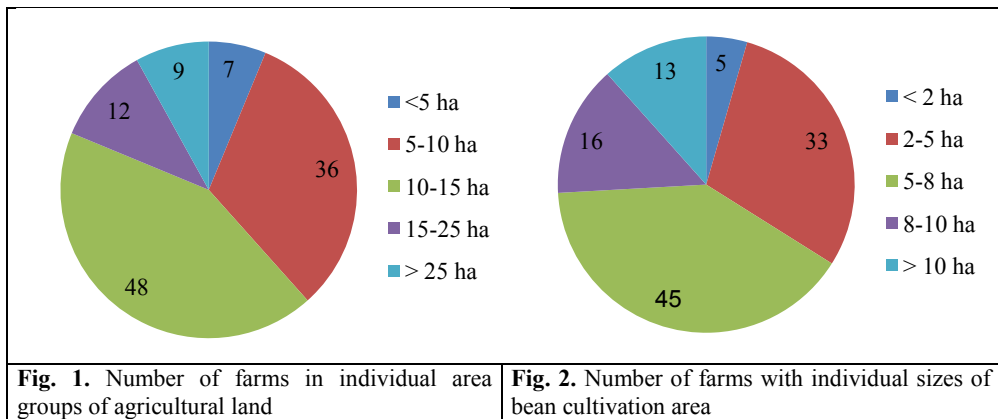 7
36
48
12
9
<5 ha
5-10 ha
10-15 ha
15-25 ha
> 25 ha
5
33
45
16
13
< 2 ha
2-5 ha
5-8 ha
8-10 ha
> 10 ha
Fig. 1. Number of farms in individual area
groups of agricultural land
Fig. 2. Number of farms with individual sizes of
bean cultivation area